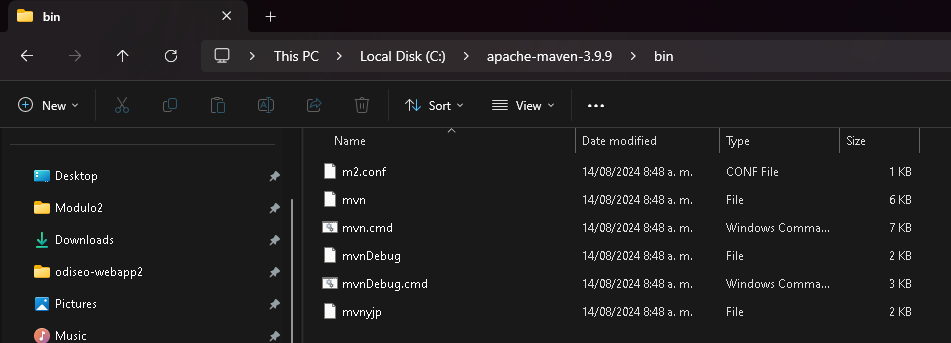 bin
This PC > Local Disk (C:) > apache-maven-3.9.9 > bin
New Sort View
Name Date modified Type Size
Desktop
Modulo2
Downloads
odiseo-webapp2
Pictures
Music
m2.conf 14/08/2024 8:48 a. m. CONF File 1 KB
mvn 14/08/2024 8:48 a. m. File 6 KB
mvn.cmd 14/08/2024 8:48 a. m. Windows Comma... 7 KB
mvnDebug 14/08/2024 8:48 a. m. File 2 KB
mvnDebug.cmd 14/08/2024 8:48 a. m. Windows Comma... 3 KB
mvnyjp 14/08/2024 8:48 a. m. File 2 KB